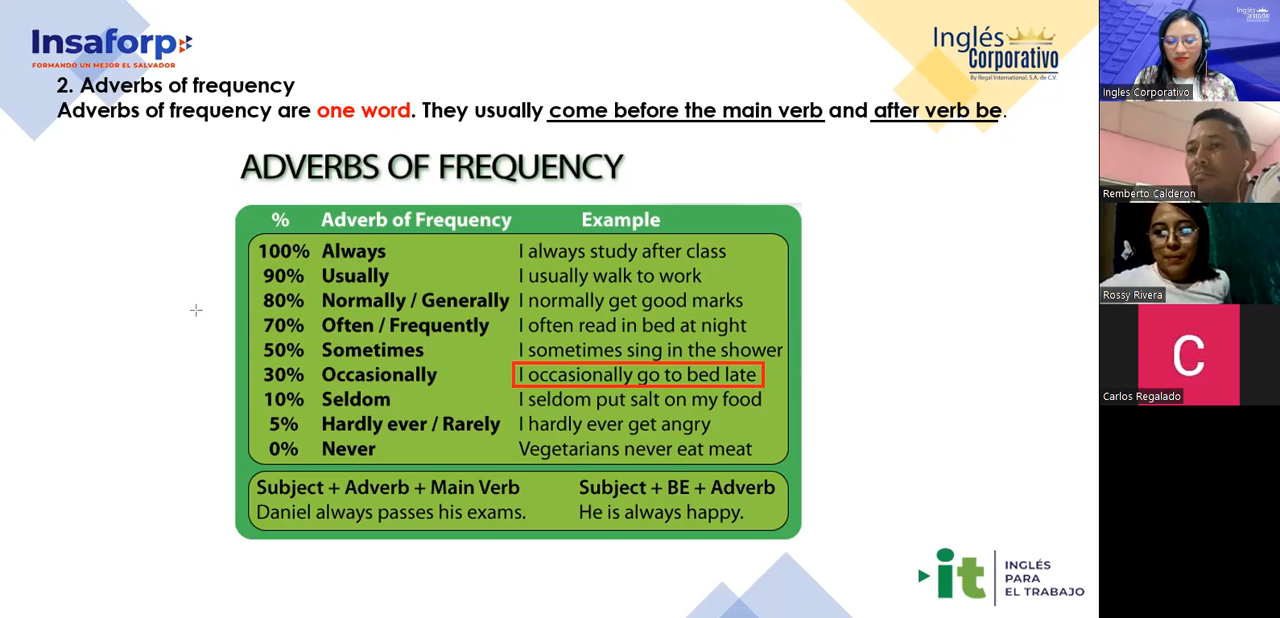 Insaforp
FORMANDO UN MEJOR EL SALVADOR
Inglés
Corporativo
By Regal International, S.A. de C.V.
2. Adverbs of frequency
Adverbs of frequency are one word. They usually come before the main verb and after verb be.
ADVERBS OF FREQUENCY
% Adverb of Frequency Example
100% Always I always study after class
90% Usually I usually walk to work
80% Normally / Generally I normally get good marks
70% Often / Frequently I often read in bed at night
50% Sometimes I sometimes sing in the shower
30% Occasionally I occasionally go to bed late
10% Seldom I seldom put salt on my food
5% Hardly ever / Rarely I hardly ever get angry
0% Never Vegetarians never eat meat
Subject + Adverb + Main Verb Subject + BE + Adverb
Daniel always passes his exams. He is always happy.
it
INGLÉS
PARA
EL TRABAJO
Inglés
Ingles Corporativo
Remberto Calderon
Rossy Rivera
C
Carlos Regalado